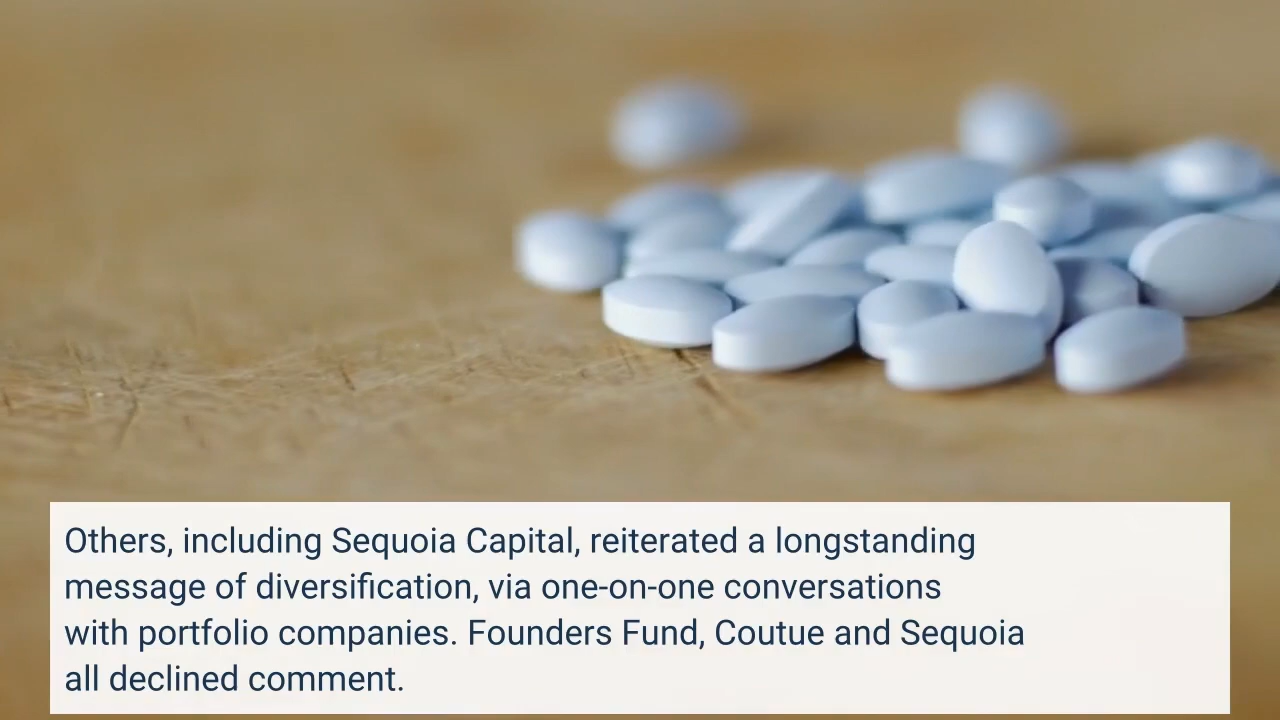 Others, including Sequoia Capital, reiterated a longstanding
message of diversification, via one-on-one conversations
with portfolio companies. Founders Fund, Coutue and Sequoia
all declined comment.